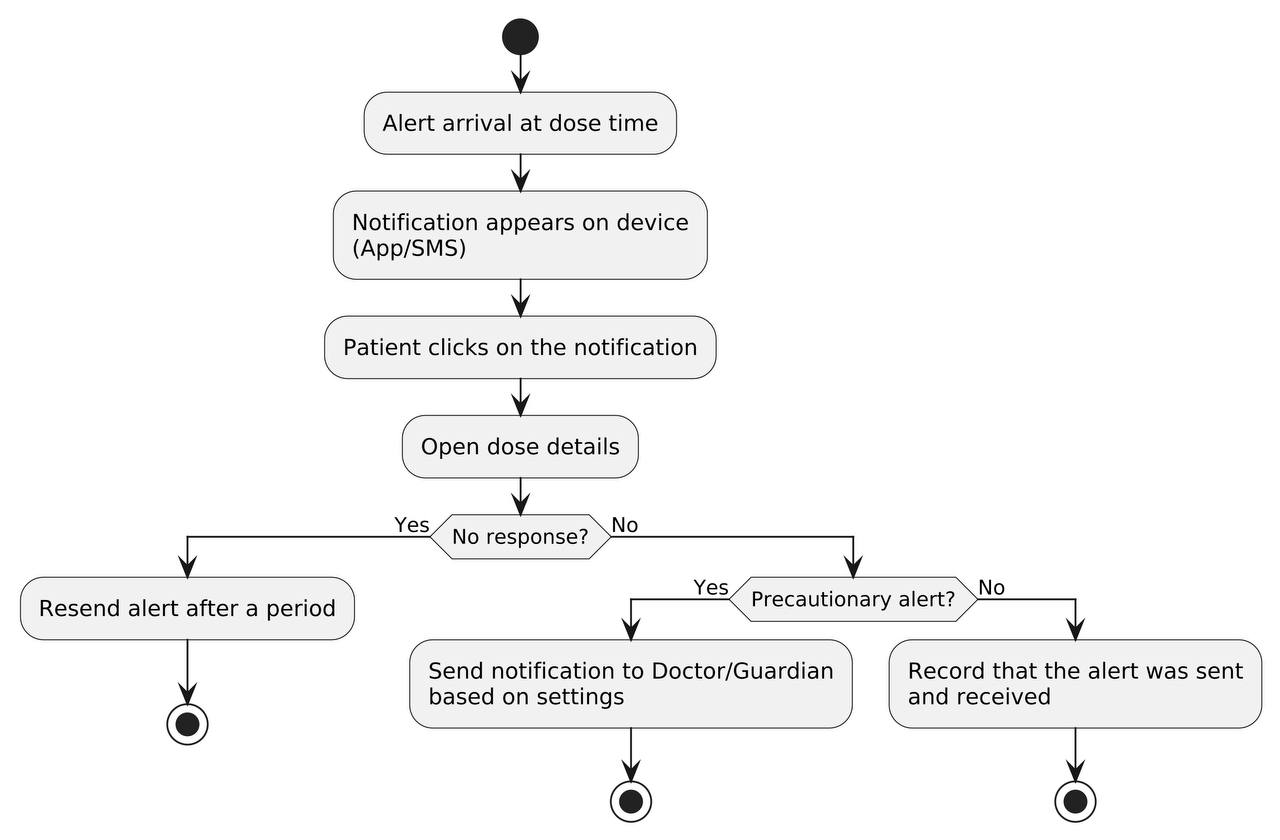 Alert arrival at dose time
Notification appears on device
(App/SMS)
Patient clicks on the notification
Open dose details
Yes
No response?
No
Resend alert after a period
Yes
Precautionary alert?
No
Send notification to Doctor/Guardian
based on settings
Record that the alert was sent
and received